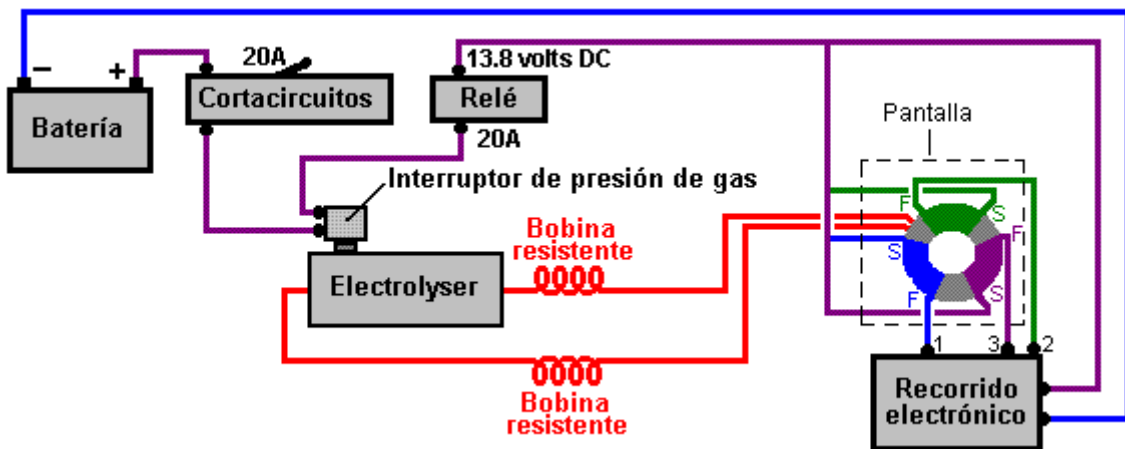 20A
13.8 volts DC
− +
Cortacircuitos
Relé
Batería
20A
Pantalla
Interruptor de presión de gas
F
S
F
S
S
F
Bobina
resistente
Electrolyser
1
3
2
Bobina
resistente
Recorrido
electrónico